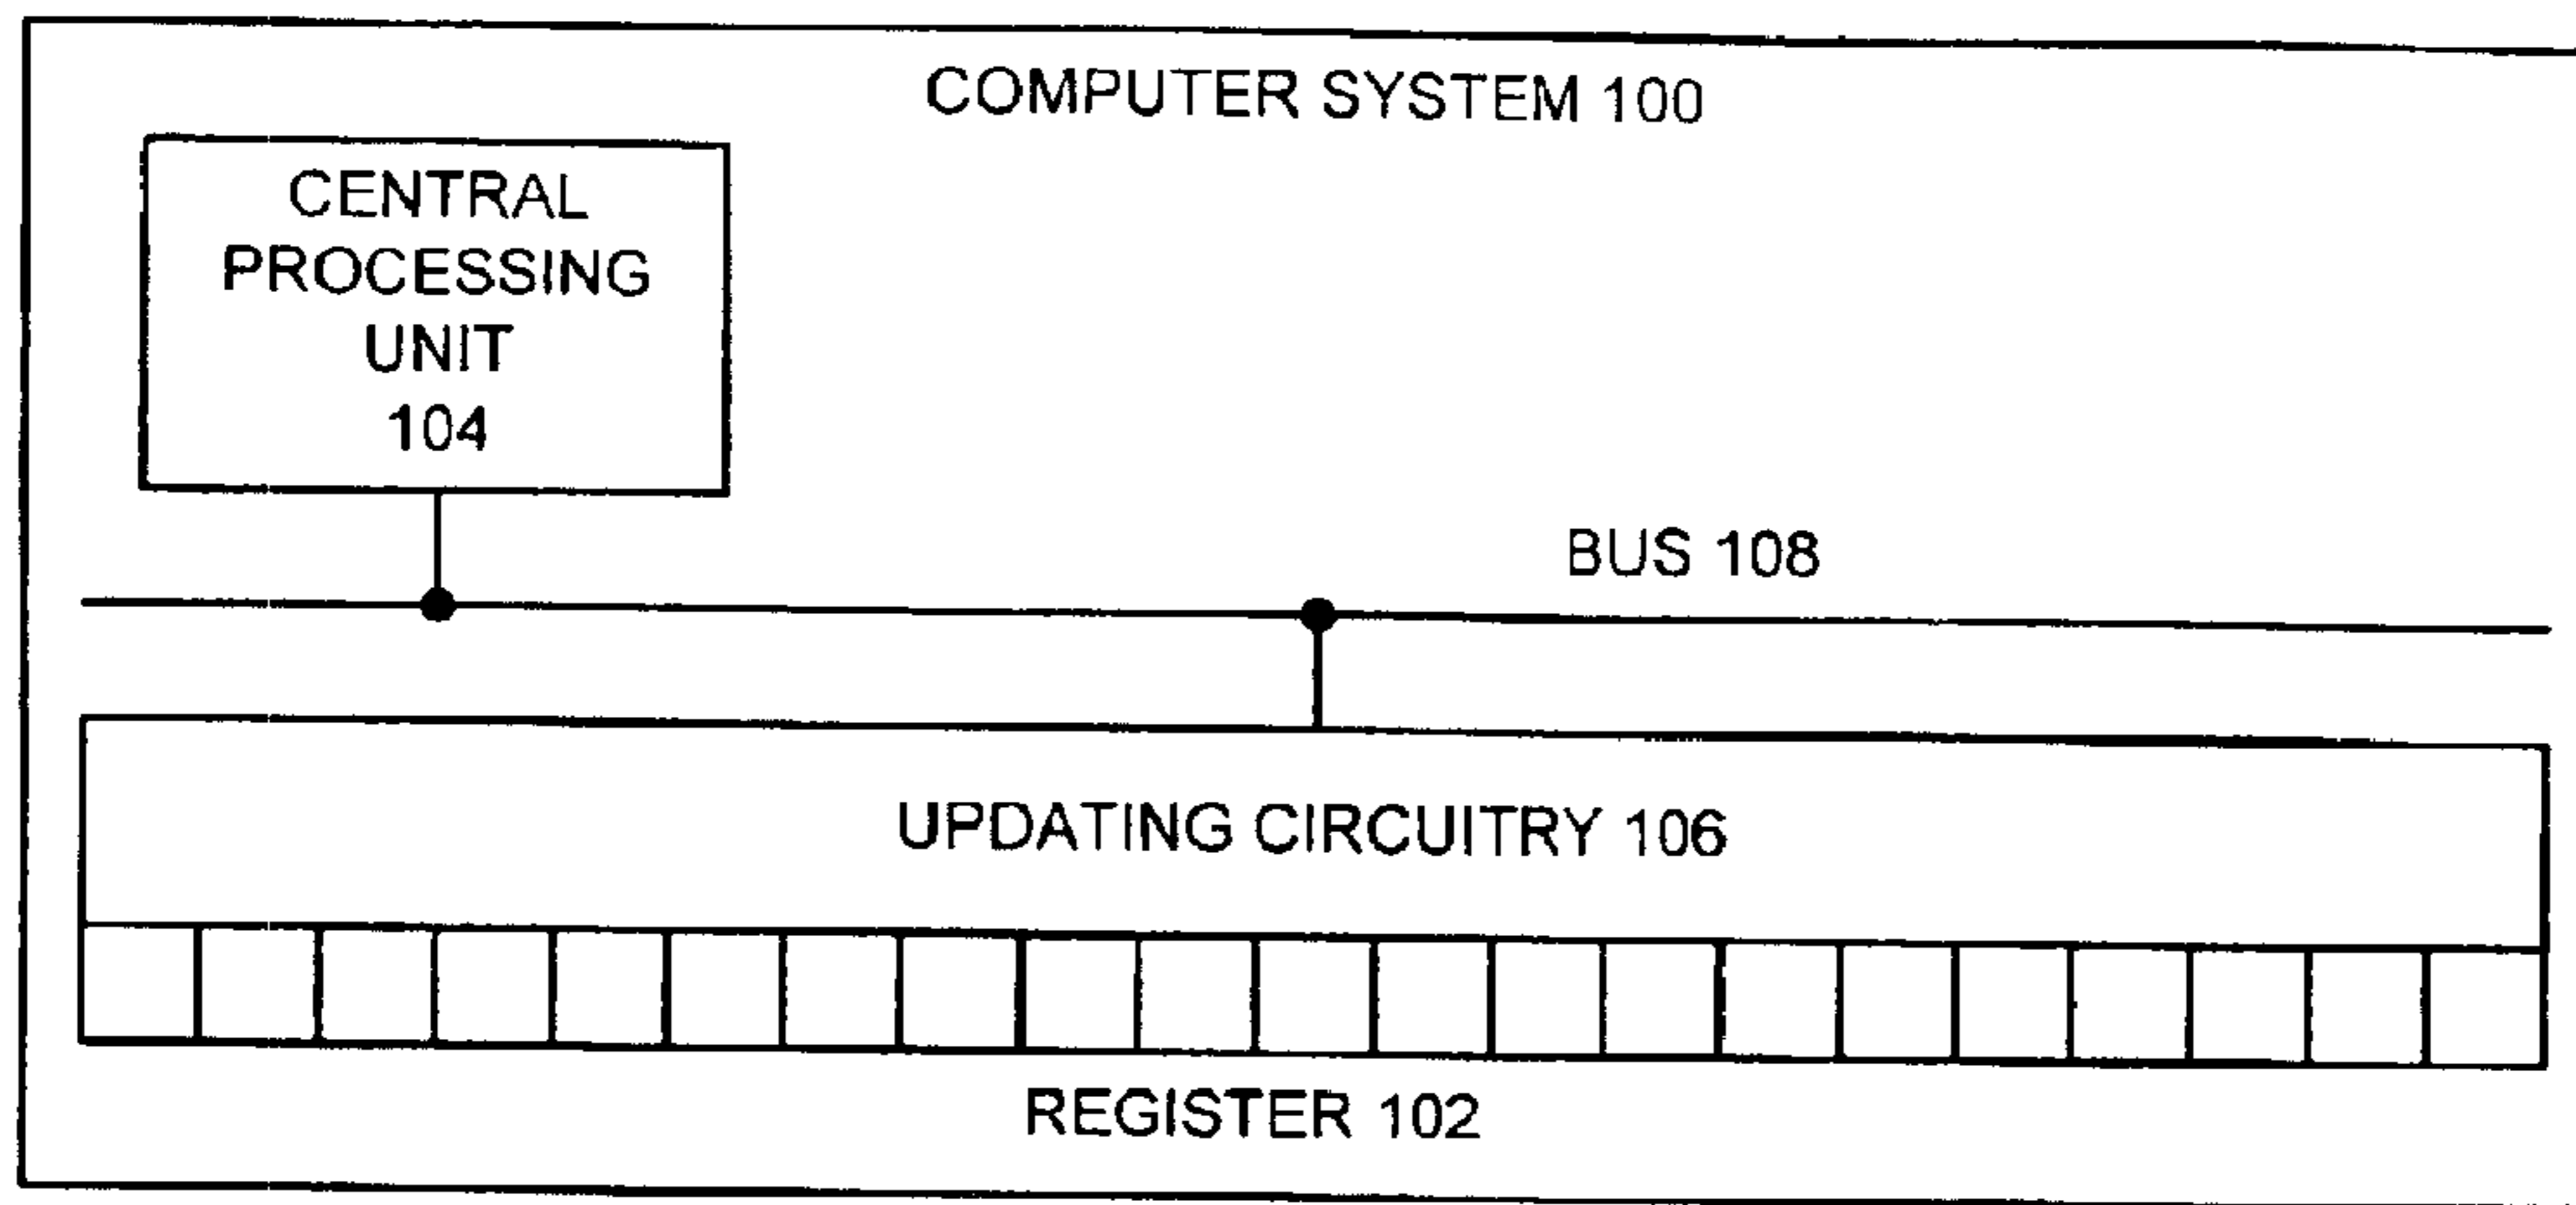 COMPUTER SYSTEM 100
CENTRAL
PROCESSING
UNIT
104
BUS 108
UPDATING CIRCUITRY 106
REGISTER 102